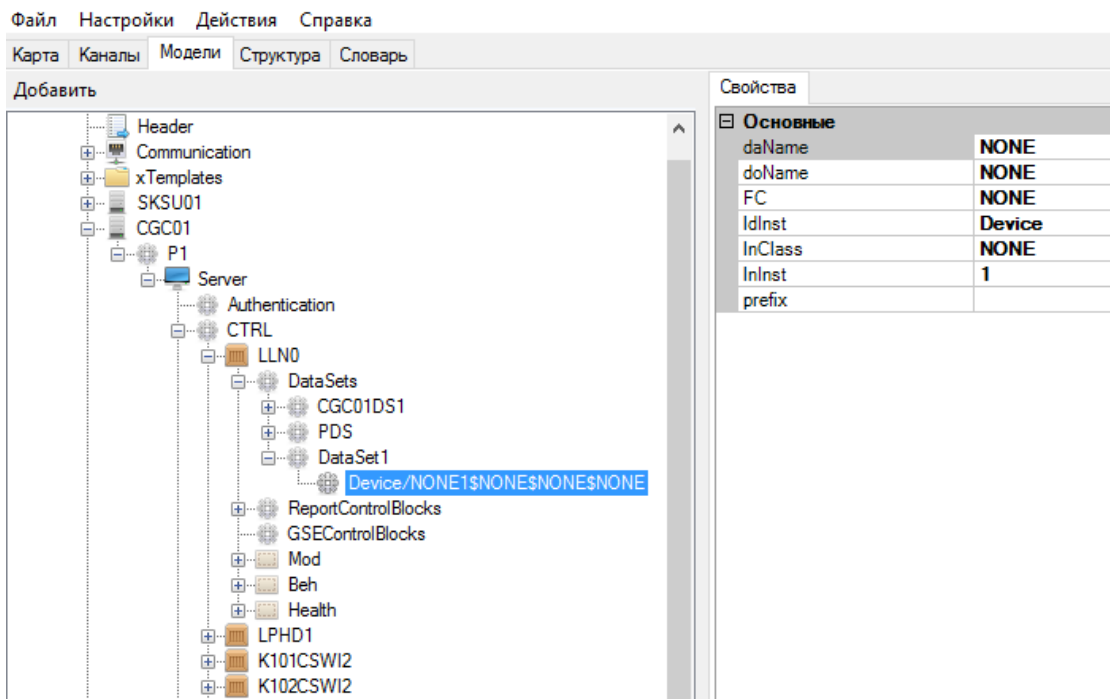 Файл Настройки Действия Справка
Карта Каналы Модели Структура Словарь
Добавить
Header
Communication
xTemplates
SKSU01
CGC01
P1
Server
Authentication
CTRL
LLN0
DataSets
CGC01DS1
PDS
DataSet1
Device/NONE1$NONE$NONE$NONE
ReportControlBlocks
GSEControlBlocks
Mod
Beh
Health
LPHD1
K101CSWI2
K102CSWI2
Свойства
Основные
daName NONE
doName NONE
FC NONE
ldInst Device
lnClass NONE
lnInst 1
prefix